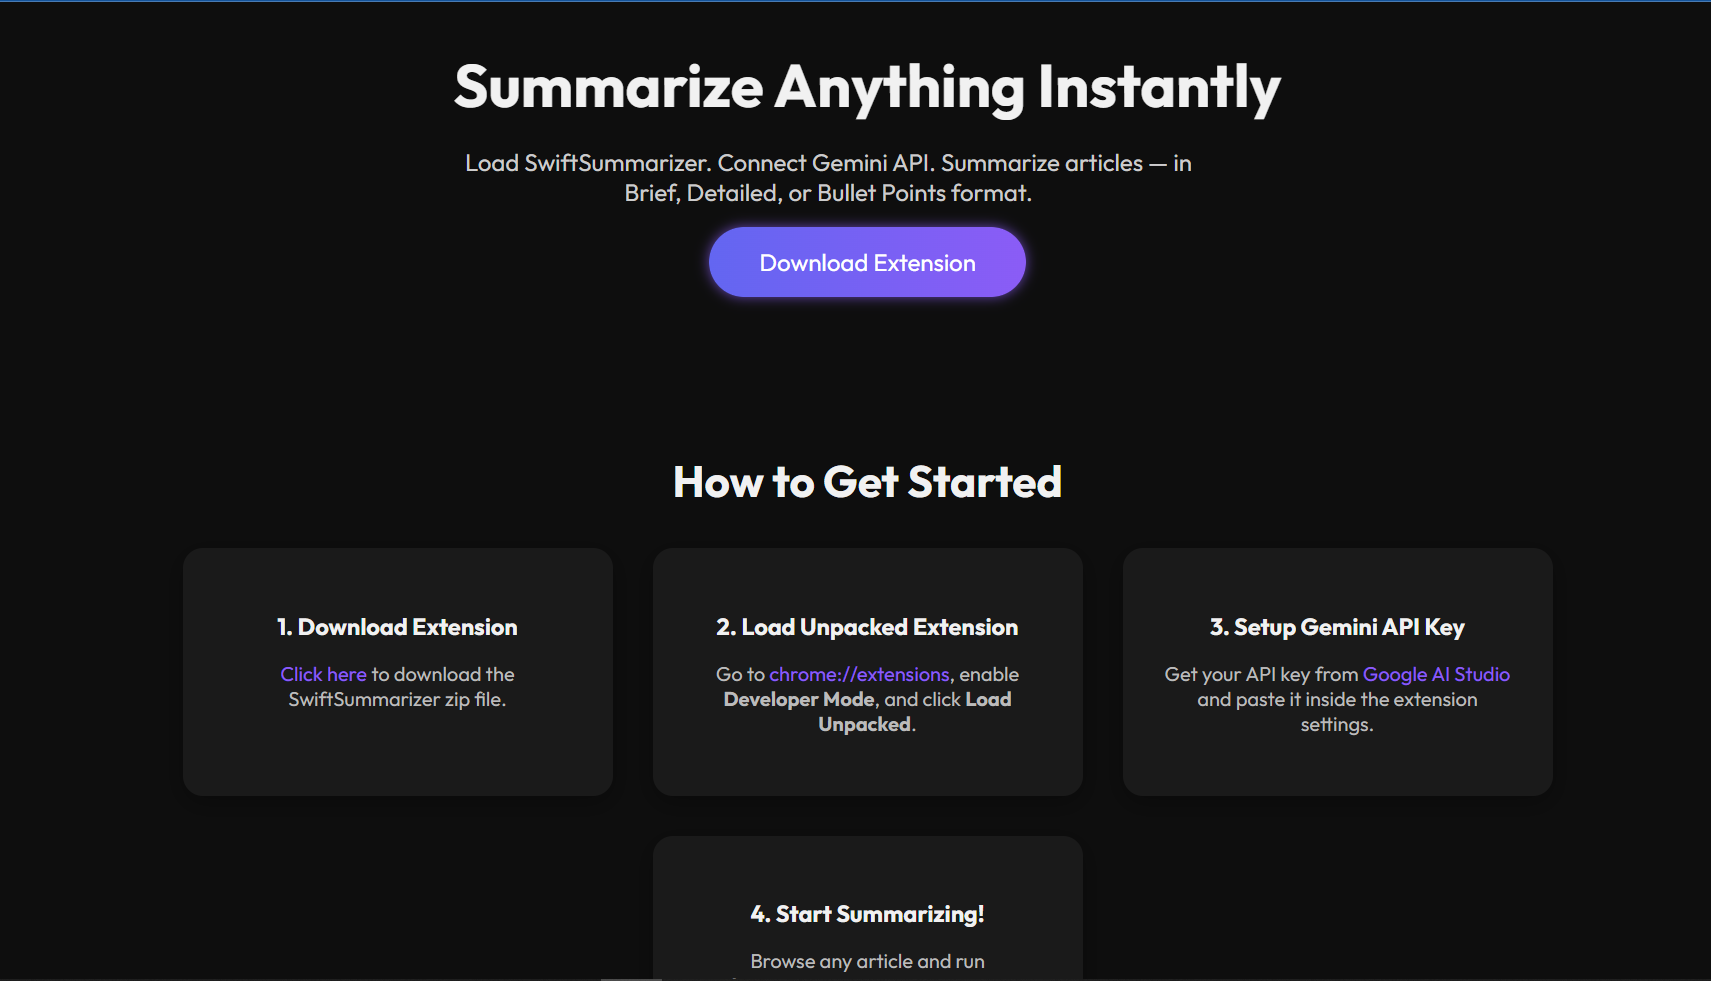 Summarize Anything Instantly
Load SwiftSummarizer. Connect Gemini API. Summarize articles — in
Brief, Detailed, or Bullet Points format.
Download Extension
How to Get Started
1. Download Extension
Click here to download the
SwiftSummarizer zip file.
2. Load Unpacked Extension
Go to chrome://extensions, enable
Developer Mode, and click Load
Unpacked.
3. Setup Gemini API Key
Get your API key from Google AI Studio
and paste it inside the extension
settings.
4. Start Summarizing!
Browse any article and run